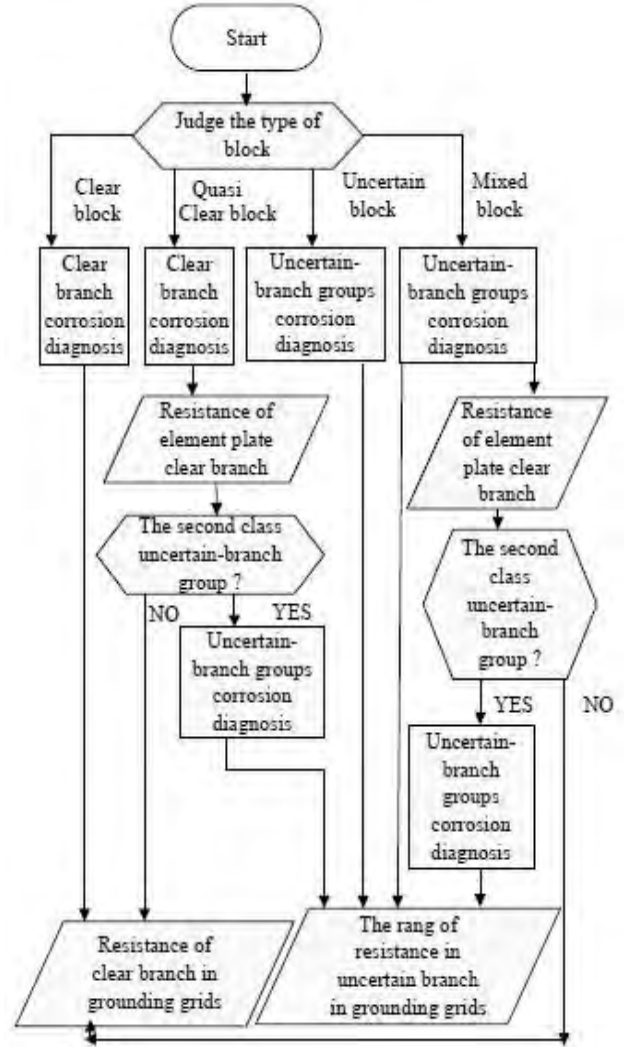 Start
Judge the type of
block
Clear
block
Quasi
Clear block
Uncertain
block
Mixed
block
Clear
branch
corrosion
diagnosis
Clear
branch
corrosion
diagnosis
Uncertain-
branch groups
corrosion
diagnosis
Uncertain-
branch groups
corrosion
diagnosis
Resistance of
element plate
clear branch
Resistance
of element
plate clear
branch
The second class
uncertain-branch
group ?
The second
class
uncertain-
branch
group ?
NO
YES
Uncertain-
branch groups
corrosion
diagnosis
YES
NO
Uncertain-
branch
groups
corrosion
diagnosis
Resistance of
clear branch in
grounding grids
The rang of
resistance in
uncertain branch
in grounding grids.